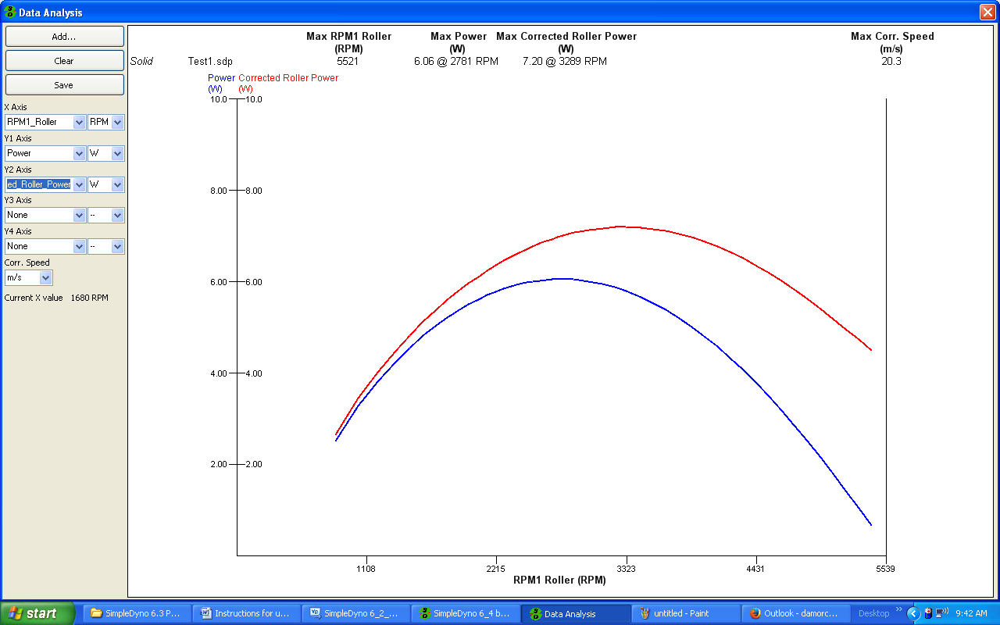 Data Analysis
Add...
Clear
Save
X Axis
RPM1_Roller RPM
Y1 Axis
Power W
Y2 Axis
ed_Roller_Power W
Y3 Axis
None --
Y4 Axis
None --
Corr. Speed
m/s
Current X value 1680 RPM
Max RPM1 Roller Max Power Max Corrected Roller Power Max Corr. Speed
(RPM) (W) (W) (m/s)
Solid Test1.sdp 5521 6.06 @ 2781 RPM 7.20 @ 3289 RPM 20.3
Power Corrected Roller Power
(W) (W)
10.0 10.0
8.00 8.00
6.00 6.00
4.00 4.00
2.00 2.00
1108 2215 3323 4431 5539
RPM1 Roller (RPM)
start SimpleDyno 6.3 P... Instructions for u... SimpleDyno 6_2_... SimpleDyno 6_4 b... Data Analysis untitled - Paint Outlook - damorc... Desktop 9:42 AM